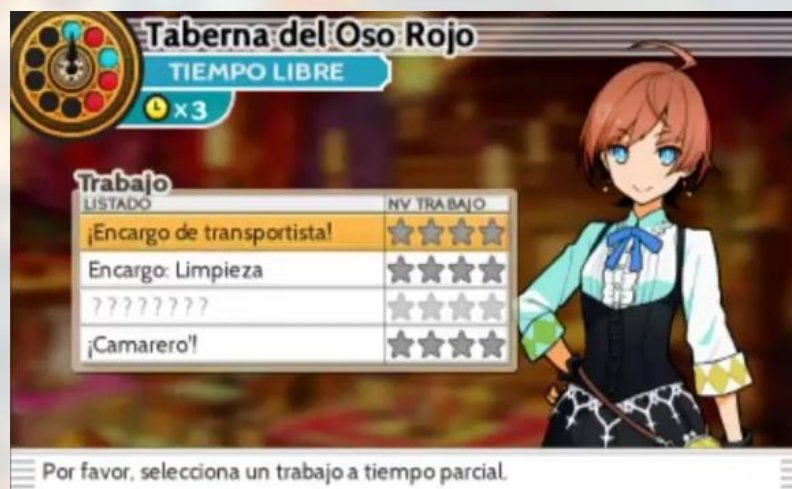 Taberna del Oso Rojo
TIEMPO LIBRE
x3
Trabajo
LISTADO NV TRABAJO
¡Encargo de transportista!
Encargo: Limpieza
????????
¡Camarero'!
Por favor, selecciona un trabajo a tiempo parcial.